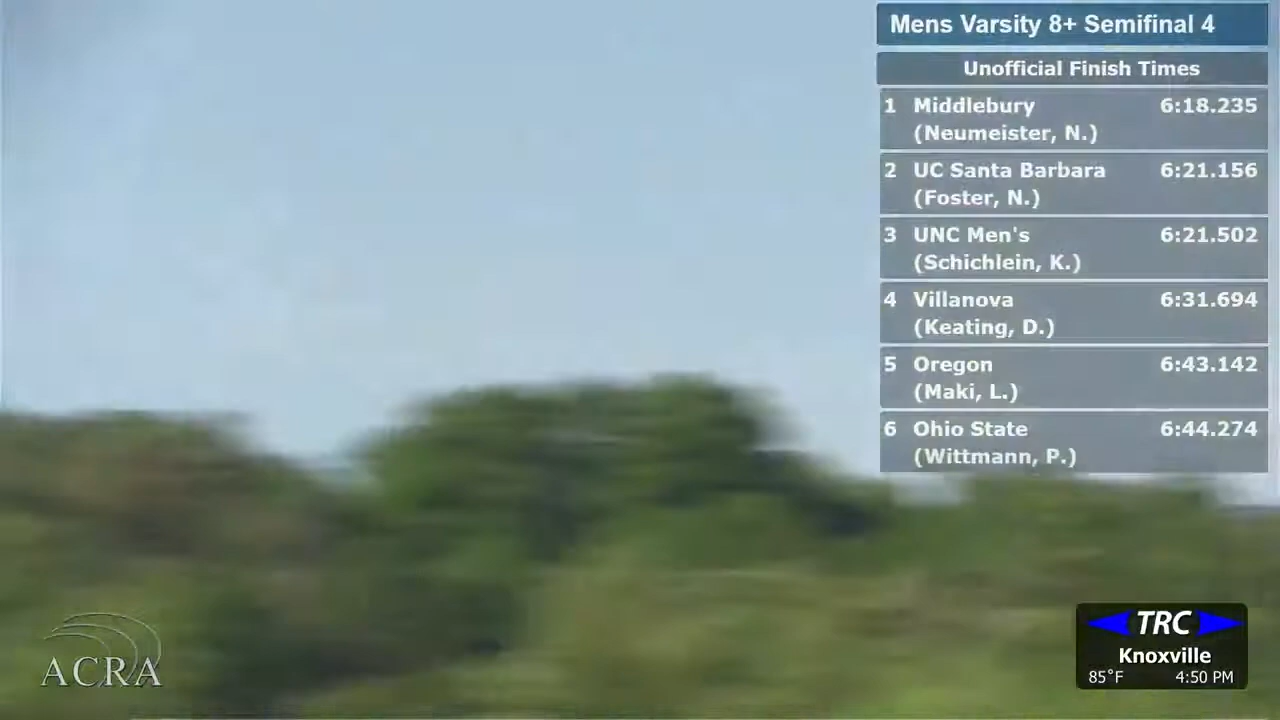 Mens Varsity 8+ Semifinal 4
Unofficial Finish Times
1 Middlebury 6:18.235
(Neumeister, N.)
2 UC Santa Barbara 6:21.156
(Foster, N.)
3 UNC Men's 6:21.502
(Schichlein, K.)
4 Villanova 6:31.694
(Keating, D.)
5 Oregon 6:43.142
(Maki, L.)
6 Ohio State 6:44.274
(Wittmann, P.)
ACRA
TRC
Knoxville
85°F 4:50 PM